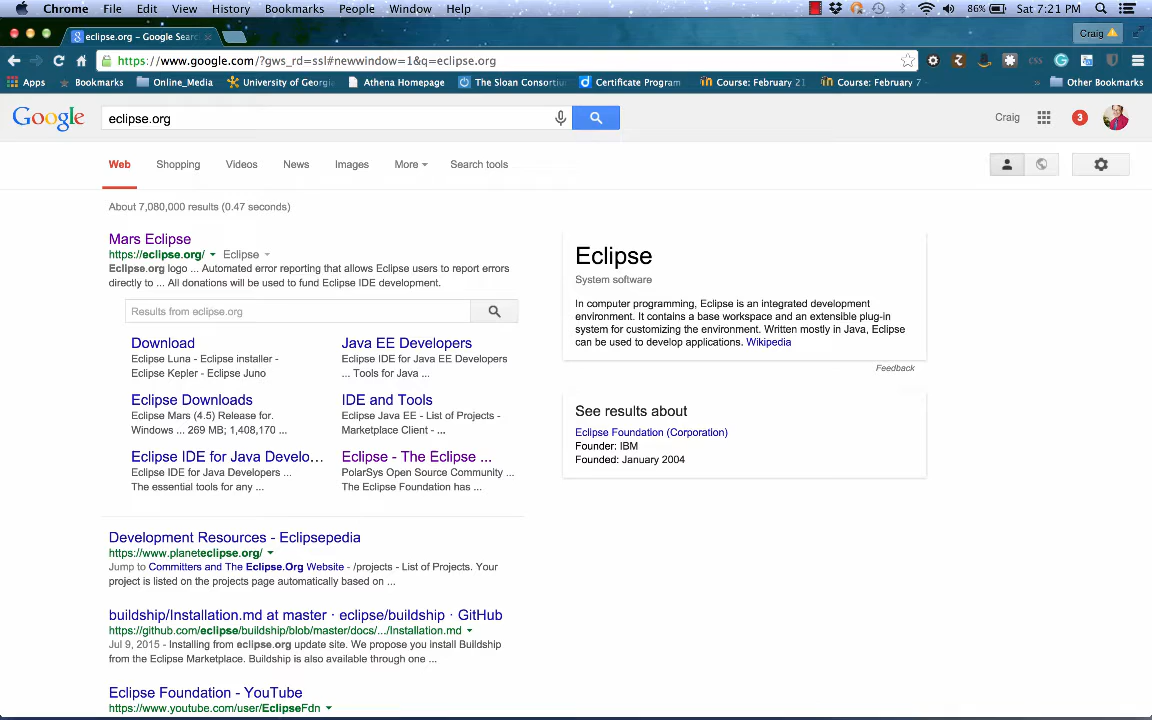 Chrome File Edit View History Bookmarks People Window Help 86% Sat 7:21 PM
eclipse.org - Google Sear Craig
https://www.google.com/?gws_rd=ssl#newwindow=1&q=eclipse.org
Apps Bookmarks Online_Media University of Georgi Athena Homepage The Sloan Consorti Certificate Program Course: February 21 Course: February 7 Other Bookmarks
Google eclipse.org Craig 3
Web Shopping Videos News Images More Search tools
About 7,080,000 results (0.47 seconds)
Mars Eclipse
https://eclipse.org/ Eclipse
Eclipse.org logo ... Automated error reporting that allows Eclipse users to report errors
directly to ... All donations will be used to fund Eclipse IDE development.
Results from eclipse.org
Download
Eclipse Luna - Eclipse installer -
Eclipse Kepler - Eclipse Juno
Java EE Developers
Eclipse IDE for Java EE Developers
... Tools for Java ...
Eclipse Downloads
Eclipse Mars (4.5) Release for.
Windows ... 269 MB; 1,408,170 ...
IDE and Tools
Eclipse Java EE - List of Projects -
Marketplace Client - ...
Eclipse IDE for Java Develo...
Eclipse IDE for Java Developers ...
The essential tools for any ...
Eclipse - The Eclipse ...
PolarSys Open Source Community ...
The Eclipse Foundation has ...
Development Resources - Eclipsepedia
https://www.planeteclipse.org/
Jump to Committers and The Eclipse.Org Website - /projects - List of Projects. Your
project is listed on the projects page automatically based on ...
buildship/Installation.md at master · eclipse/buildship · GitHub
https://github.com/eclipse/buildship/blob/master/docs/.../Installation.md
Jul 9, 2015 - Installing from eclipse.org update site. We propose you install Buildship
from the Eclipse Marketplace. Buildship is also available through one ...
Eclipse Foundation - YouTube
https://www.youtube.com/user/EclipseFdn
Eclipse
System software
In computer programming, Eclipse is an integrated development
environment. It contains a base workspace and an extensible plug-in
system for customizing the environment. Written mostly in Java, Eclipse
can be used to develop applications. Wikipedia
Feedback
See results about
Eclipse Foundation (Corporation)
Founder: IBM
Founded: January 2004